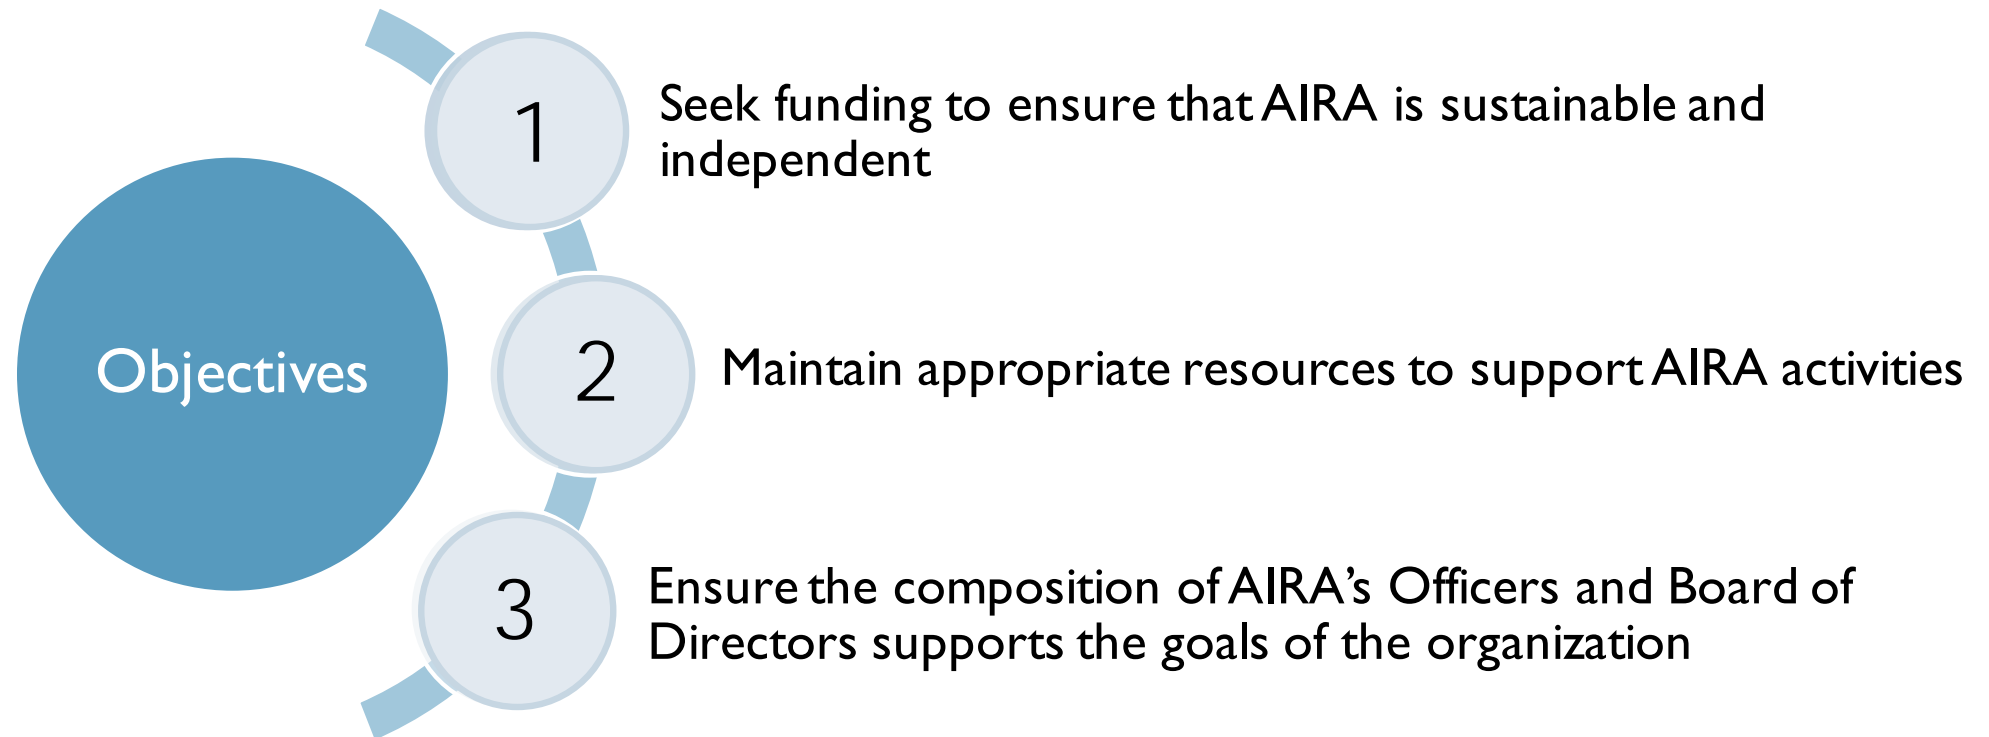 Objectives
1
Seek funding to ensure that AIRA is sustainable and
independent
2
Maintain appropriate resources to support AIRA activities
3
Ensure the composition of AIRA’s Officers and Board of
Directors supports the goals of the organization